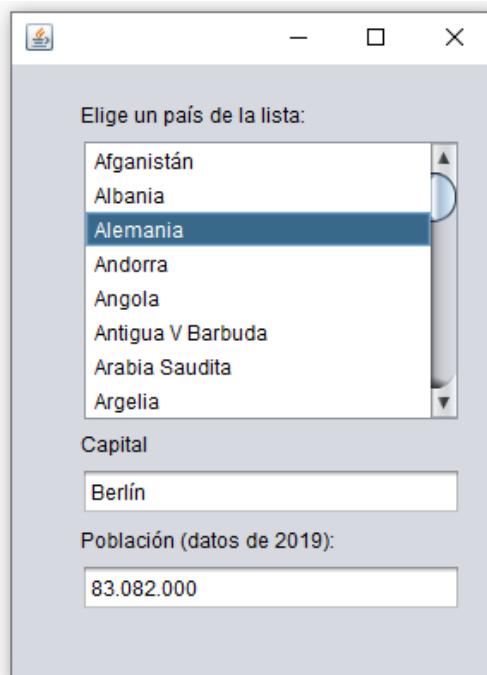 Elige un país de la lista:
Afganistán
Albania
Alemania
Andorra
Angola
Antigua V Barbuda
Arabia Saudita
Argelia
Capital
Berlín
Población (datos de 2019):
83.082.000